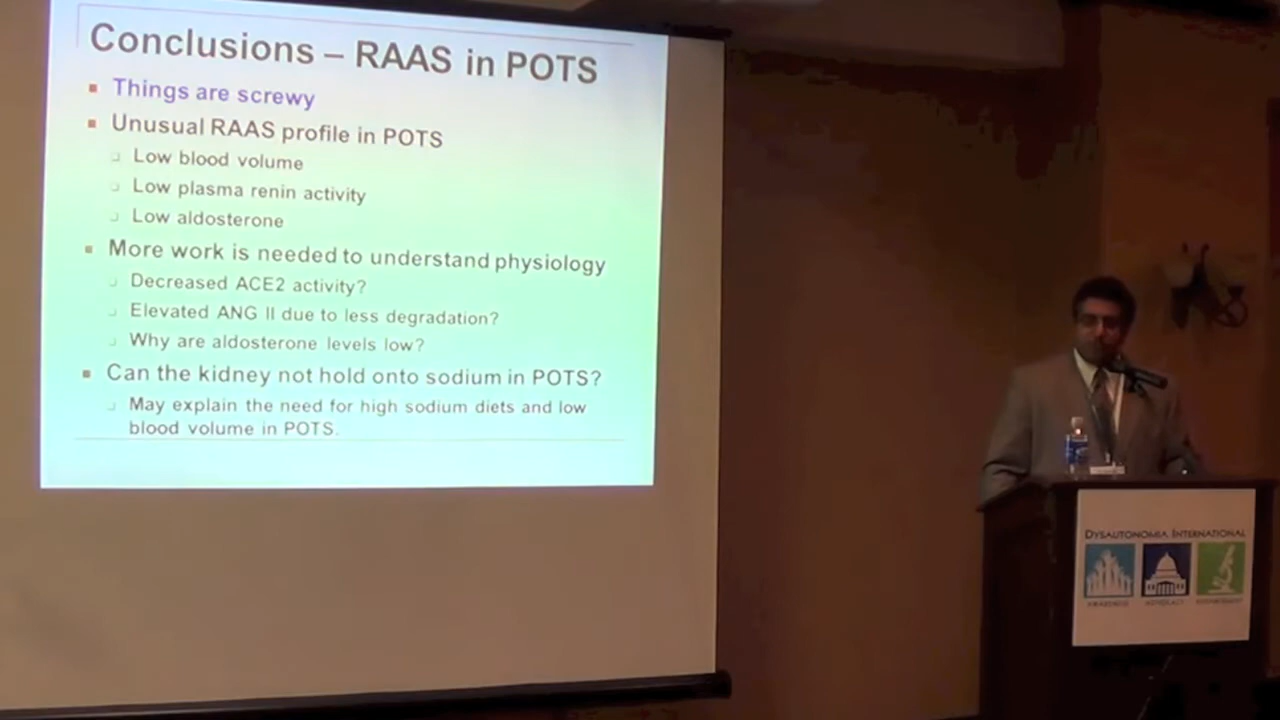 Conclusions – RAAS in POTS
Things are screwy
Unusual RAAS profile in POTS
Low blood volume
Low plasma renin activity
Low aldosterone
More work is needed to understand physiology
Decreased ACE2 activity?
Elevated ANG II due to less degradation?
Why are aldosterone levels low?
Can the kidney not hold onto sodium in POTS?
May explain the need for high sodium diets and low
blood volume in POTS.
DYSAUTONOMIA INTERNATIONAL
AWARENESS ADVOCACY